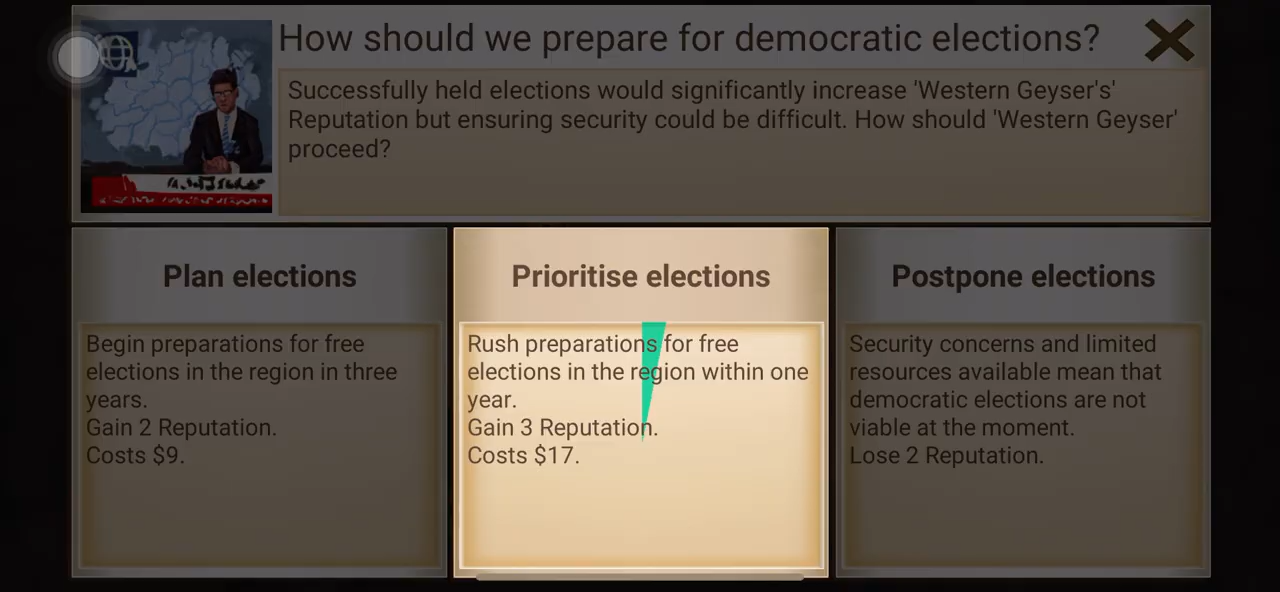 How should we prepare for democratic elections?
Successfully held elections would significantly increase 'Western Geyser's'
Reputation but ensuring security could be difficult. How should 'Western Geyser'
proceed?
Plan elections
Begin preparations for free
elections in the region in three
years.
Gain 2 Reputation.
Costs $9.
Prioritise elections
Rush preparations for free
elections in the region within one
year.
Gain 3 Reputation.
Costs $17.
Postpone elections
Security concerns and limited
resources available mean that
democratic elections are not
viable at the moment.
Lose 2 Reputation.